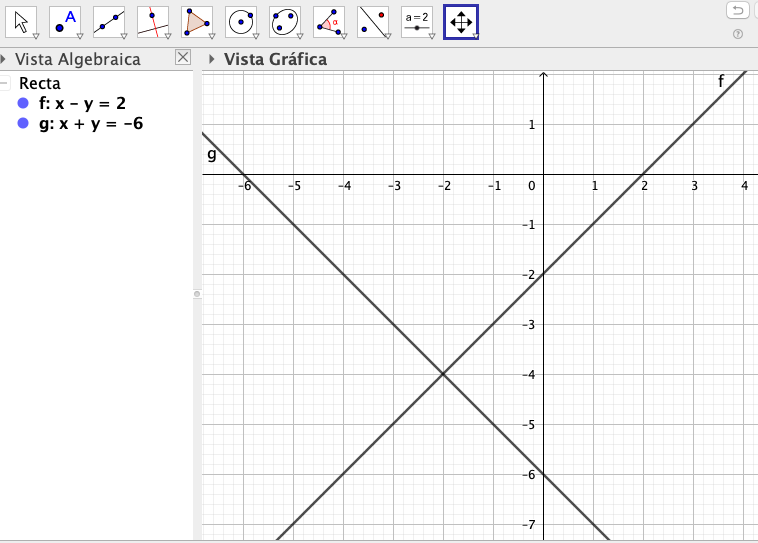 A
α
a = 2
Vista Algebraica
Vista Gráfica
Recta
f: x – y = 2
g: x + y = –6
f
g
1
-6 -5 -4 -3 -2 -1 0 1 2 3 4
-1
-2
-3
-4
-5
-6
-7